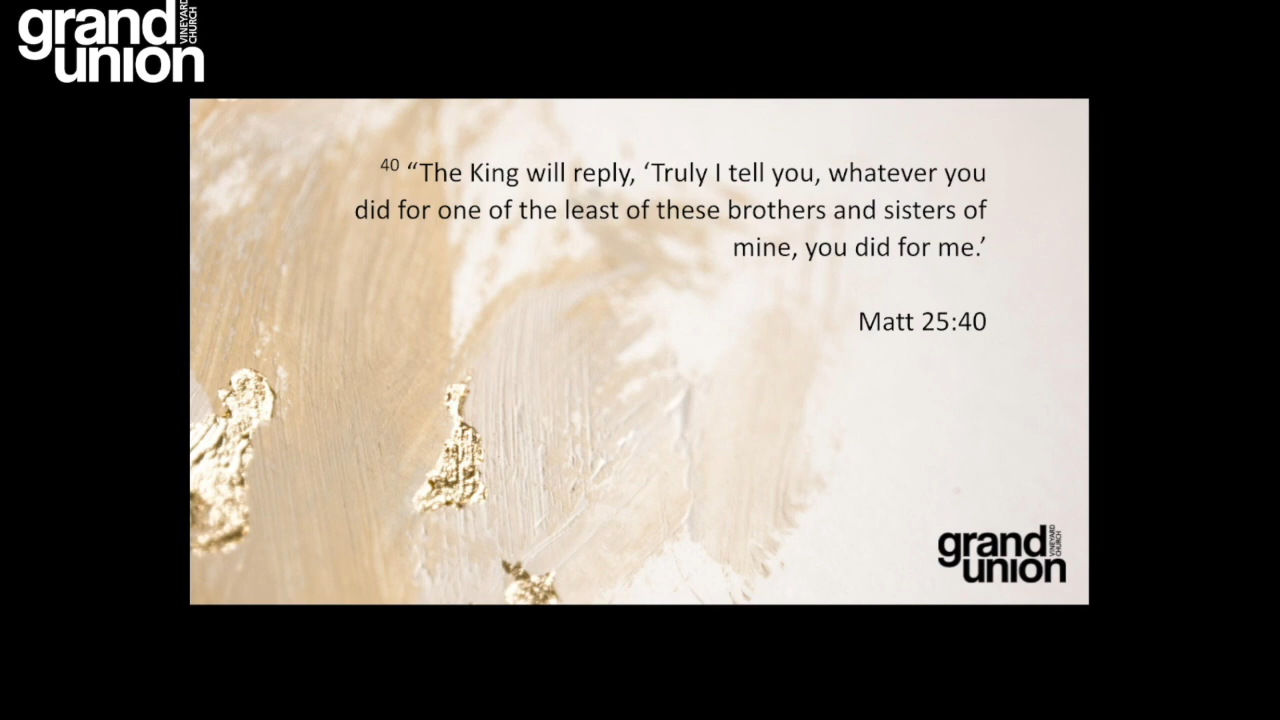 grand
VINEYARD
CHURCH
union
40 “The King will reply, ‘Truly I tell you, whatever you
did for one of the least of these brothers and sisters of
mine, you did for me.’
Matt 25:40
grand
VINEYARD
CHURCH
union